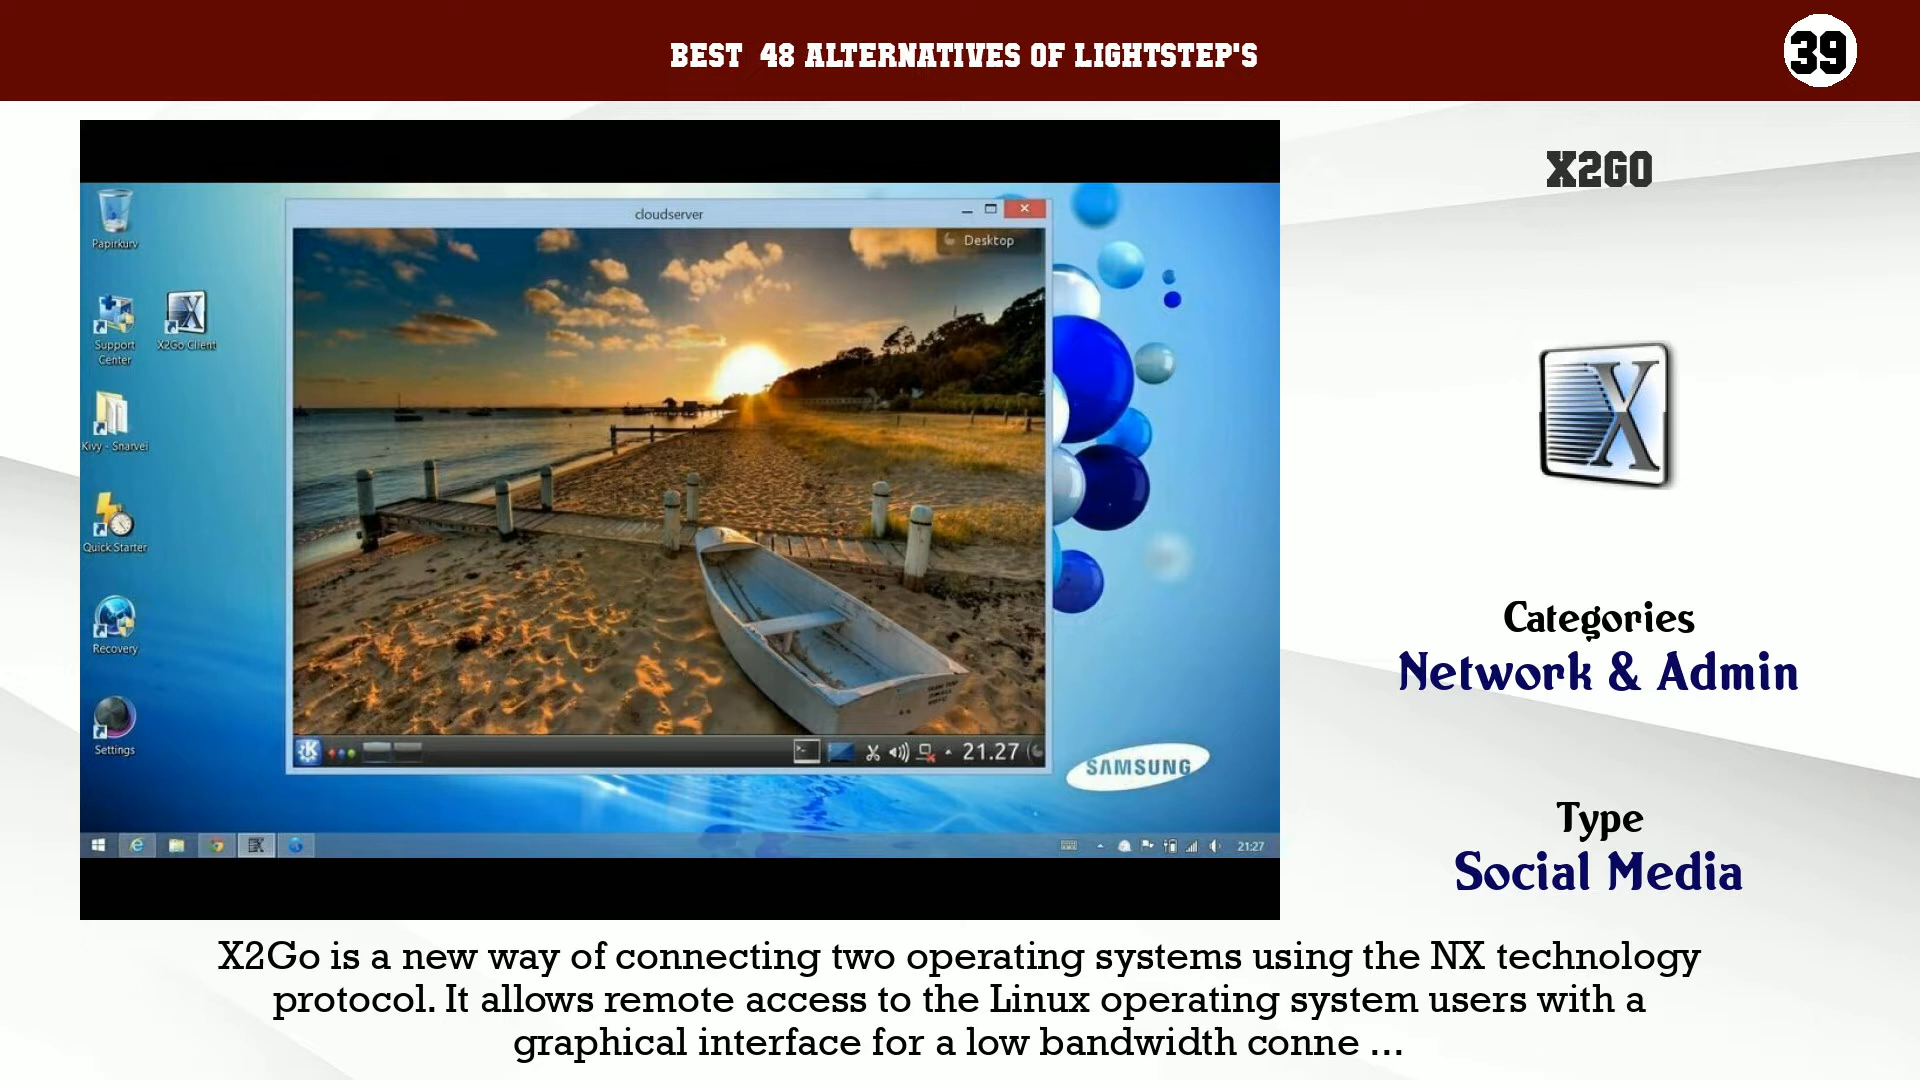 BEST 48 ALTERNATIVES OF LIGHTSTEP'S
39
X2GO
Papirkurv
cloudserver
Desktop
Support
Center
X2Go Client
Kivy - Snarvei
Quick Starter
Recovery
Settings
21.27
SAMSUNG
21:27
X
Categories
Network & Admin
Type
Social Media
X2Go is a new way of connecting two operating systems using the NX technology
protocol. It allows remote access to the Linux operating system users with a
graphical interface for a low bandwidth conne ...